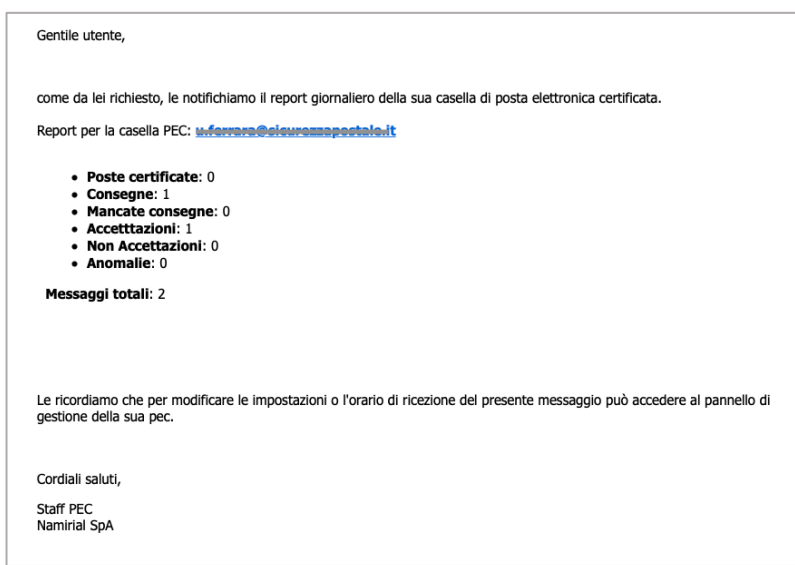 Gentile utente,
come da lei richiesto, le notifichiamo il report giornaliero della sua casella di posta elettronica certificata.
Report per la casella PEC:
• Poste certificate: 0
• Consegne: 1
• Mancate consegne: 0
• Accetttazioni: 1
• Non Accettazioni: 0
• Anomalie: 0
Messaggi totali: 2
Le ricordiamo che per modificare le impostazioni o l'orario di ricezione del presente messaggio può accedere al pannello di
gestione della sua pec.
Cordiali saluti,
Staff PEC
Namirial SpA